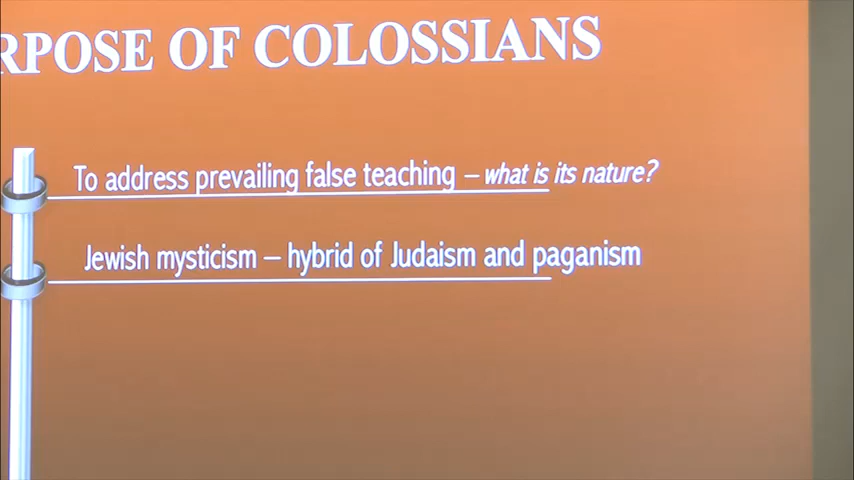 RPOSE OF COLOSSIANS
To address prevailing false teaching – what is its nature?
Jewish mysticism – hybrid of Judaism and paganism